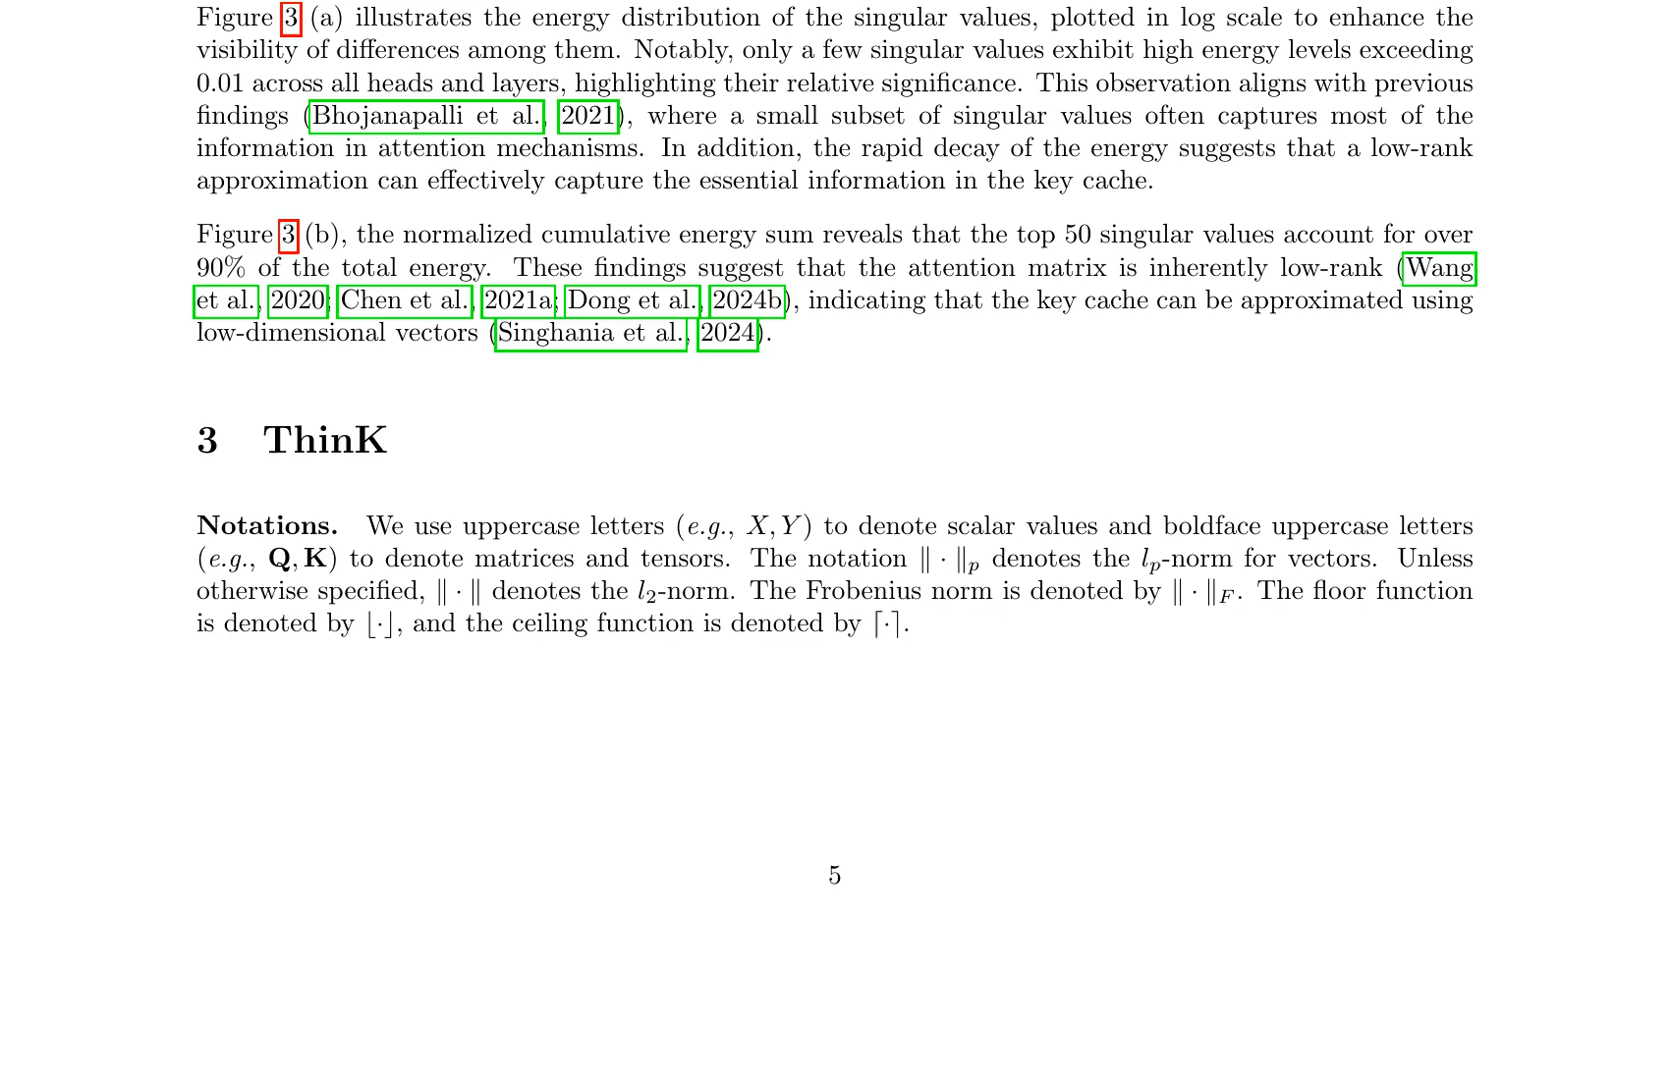 Figure 3 (a) illustrates the energy distribution of the singular values, plotted in log scale to enhance the
visibility of differences among them. Notably, only a few singular values exhibit high energy levels exceeding
0.01 across all heads and layers, highlighting their relative significance. This observation aligns with previous
findings (Bhojanapalli et al., 2021), where a small subset of singular values often captures most of the
information in attention mechanisms. In addition, the rapid decay of the energy suggests that a low-rank
approximation can effectively capture the essential information in the key cache.
Figure 3 (b), the normalized cumulative energy sum reveals that the top 50 singular values account for over
90% of the total energy. These findings suggest that the attention matrix is inherently low-rank (Wang
et al., 2020; Chen et al., 2021a; Dong et al., 2024b), indicating that the key cache can be approximated using
low-dimensional vectors (Singhania et al., 2024).
3 ThinK
Notations. We use uppercase letters (e.g., X, Y) to denote scalar values and boldface uppercase letters
(e.g., Q, K) to denote matrices and tensors. The notation ‖ · ‖ₚ denotes the lₚ-norm for vectors. Unless
otherwise specified, ‖ · ‖ denotes the l₂-norm. The Frobenius norm is denoted by ‖ · ‖_F. The floor function
is denoted by ⌊·⌋, and the ceiling function is denoted by ⌈·⌉.
5